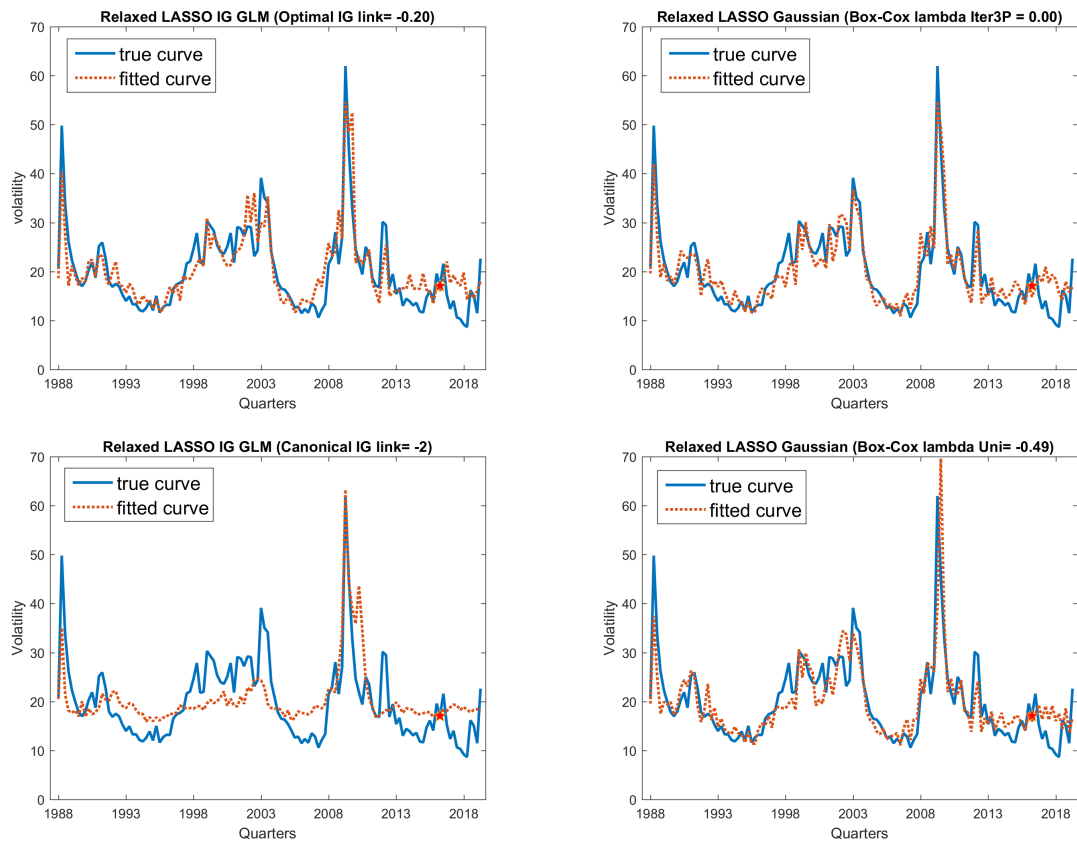 Relaxed LASSO IG GLM (Optimal IG link= -0.20)
70
60
50
40
30
20
10
0
volatility
true curve
fitted curve
1988 1993 1998 2003 2008 2013 2018
Quarters
Relaxed LASSO Gaussian (Box-Cox lambda Iter3P = 0.00)
70
60
50
40
30
20
10
0
Volatility
true curve
fitted curve
1988 1993 1998 2003 2008 2013 2018
Quarters
Relaxed LASSO IG GLM (Canonical IG link= -2)
70
60
50
40
30
20
10
0
Volatility
true curve
fitted curve
1988 1993 1998 2003 2008 2013 2018
Quarters
Relaxed LASSO Gaussian (Box-Cox lambda Uni= -0.49)
70
60
50
40
30
20
10
0
Volatility
true curve
fitted curve
1988 1993 1998 2003 2008 2013 2018
Quarters